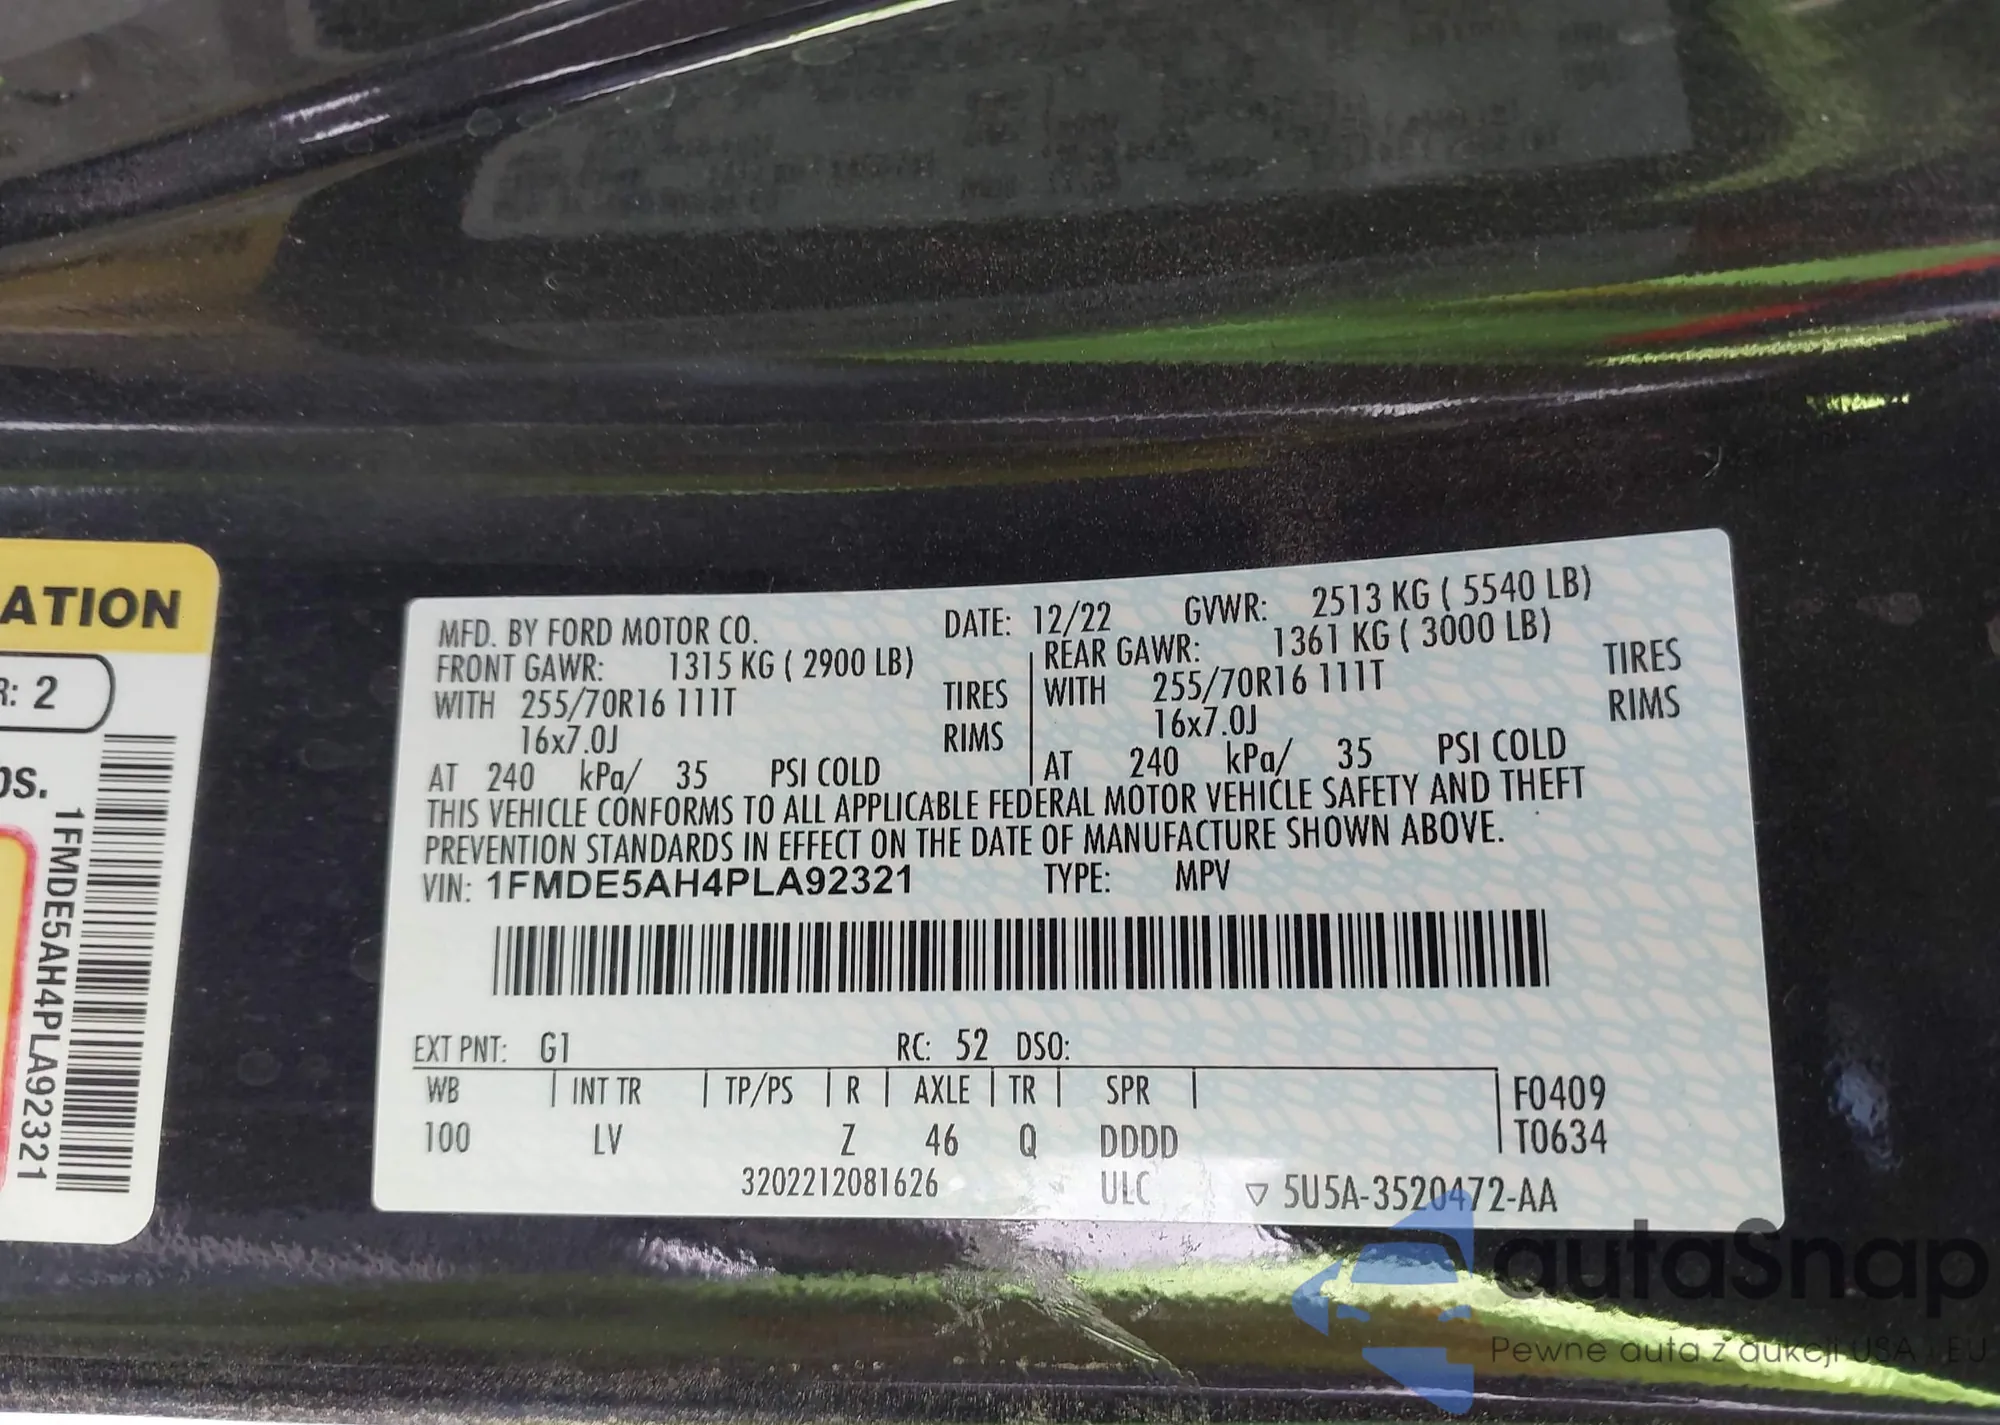 ATION
R: 2
os.
1FMDE5AH4PLA92321
MFD. BY FORD MOTOR CO. DATE: 12/22 GVWR: 2513 KG ( 5540 LB)
FRONT GAWR: 1315 KG ( 2900 LB) REAR GAWR: 1361 KG ( 3000 LB)
WITH 255/70R16 111T TIRES WITH 255/70R16 111T TIRES
16x7.0J RIMS 16x7.0J RIMS
AT 240 kPa/ 35 PSI COLD AT 240 kPa/ 35 PSI COLD
THIS VEHICLE CONFORMS TO ALL APPLICABLE FEDERAL MOTOR VEHICLE SAFETY AND THEFT
PREVENTION STANDARDS IN EFFECT ON THE DATE OF MANUFACTURE SHOWN ABOVE.
VIN: 1FMDE5AH4PLA92321 TYPE: MPV
EXT PNT: G1 RC: 52 DSO:
WB INT TR TP/PS R AXLE TR SPR F0409
100 LV Z 46 Q DDDD T0634
3202212081626 ULC ▽ 5U5A-3520472-AA
autaSnap
Pewne auta z aukcji USA i EU